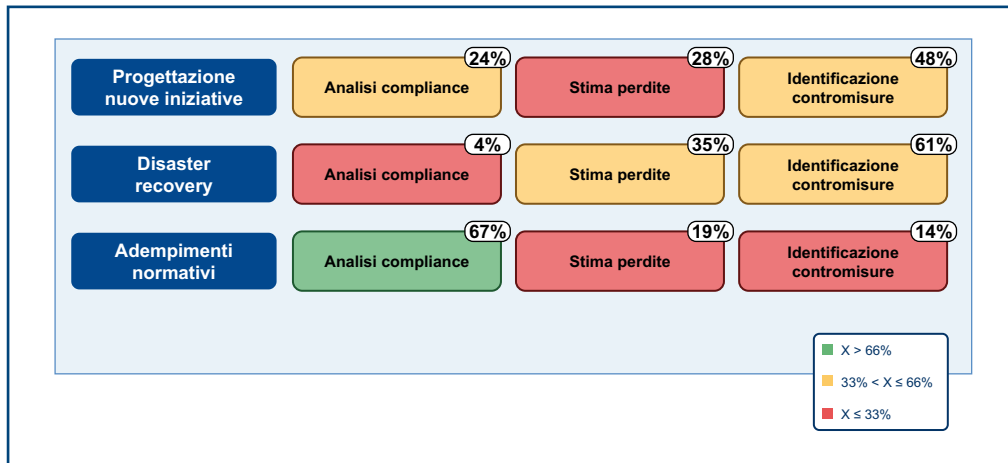 Progettazione
nuove iniziative
24%
Analisi compliance
28%
Stima perdite
48%
Identificazione
contromisure
Disaster
recovery
4%
Analisi compliance
35%
Stima perdite
61%
Identificazione
contromisure
Adempimenti
normativi
67%
Analisi compliance
19%
Stima perdite
14%
Identificazione
contromisure
X > 66%
33% < X ≤ 66%
X ≤ 33%